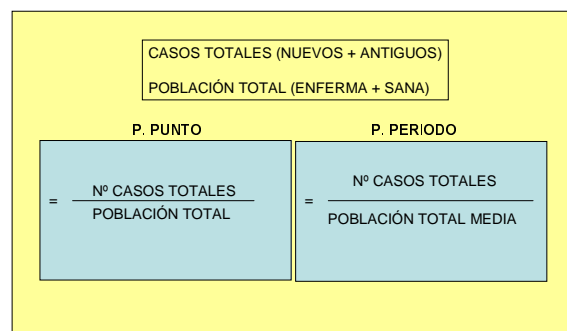 CASOS TOTALES (NUEVOS + ANTIGUOS)
POBLACIÓN TOTAL (ENFERMA + SANA)
P. PUNTO
= Nº CASOS TOTALES
POBLACIÓN TOTAL
P. PERIODO
= Nº CASOS TOTALES
POBLACIÓN TOTAL MEDIA